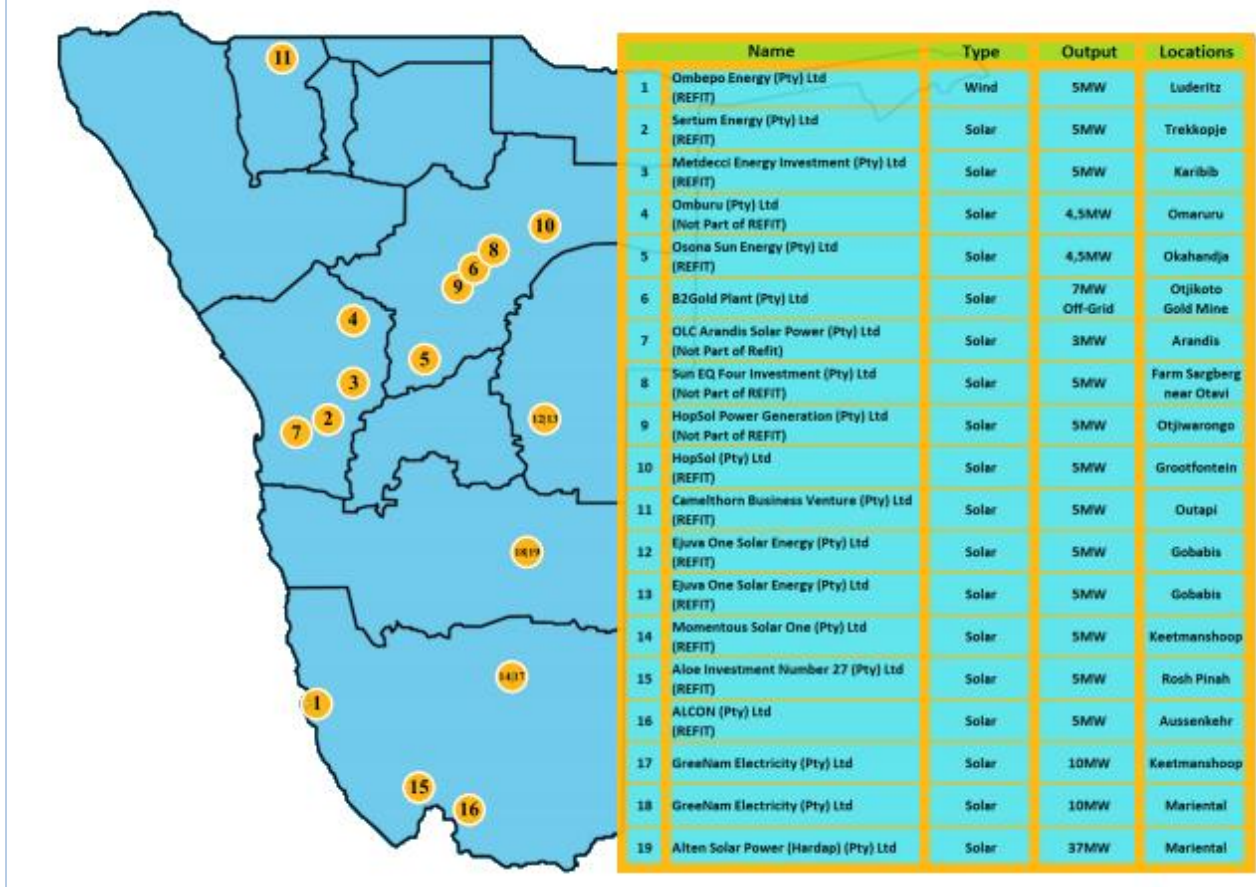 11
10
8
6
9
4
5
3
2
7
12|13
18|19
14|17
1
15
16
Name Type Output Locations
1 Ombepo Energy (Pty) Ltd (REFIT) Wind 5MW Luderitz
2 Sertum Energy (Pty) Ltd (REFIT) Solar 5MW Trekkopje
3 Metdecci Energy Investment (Pty) Ltd (REFIT) Solar 5MW Karibib
4 Omburu (Pty) Ltd (Not Part of REFIT) Solar 4,5MW Omaruru
5 Osona Sun Energy (Pty) Ltd (REFIT) Solar 4,5MW Okahandja
6 B2Gold Plant (Pty) Ltd Solar 7MW Off-Grid Otjikoto Gold Mine
7 OLC Arandis Solar Power (Pty) Ltd (Not Part of Refit) Solar 3MW Arandis
8 Sun EQ Four Investment (Pty) Ltd (Not Part of REFIT) Solar 5MW Farm Sargberg near Otavi
9 HopSol Power Generation (Pty) Ltd (Not Part of REFIT) Solar 5MW Otjiwarongo
10 HopSol (Pty) Ltd (REFIT) Solar 5MW Grootfontein
11 Camelthorn Business Venture (Pty) Ltd (REFIT) Solar 5MW Outapi
12 Ejuva One Solar Energy (Pty) Ltd (REFIT) Solar 5MW Gobabis
13 Ejuva One Solar Energy (Pty) Ltd (REFIT) Solar 5MW Gobabis
14 Momentous Solar One (Pty) Ltd (REFIT) Solar 5MW Keetmanshoop
15 Aloe Investment Number 27 (Pty) Ltd (REFIT) Solar 5MW Rosh Pinah
16 ALCON (Pty) Ltd (REFIT) Solar 5MW Aussenkehr
17 GreeNam Electricity (Pty) Ltd Solar 10MW Keetmanshoop
18 GreeNam Electricity (Pty) Ltd Solar 10MW Mariental
19 Alten Solar Power (Hardap) (Pty) Ltd Solar 37MW Mariental